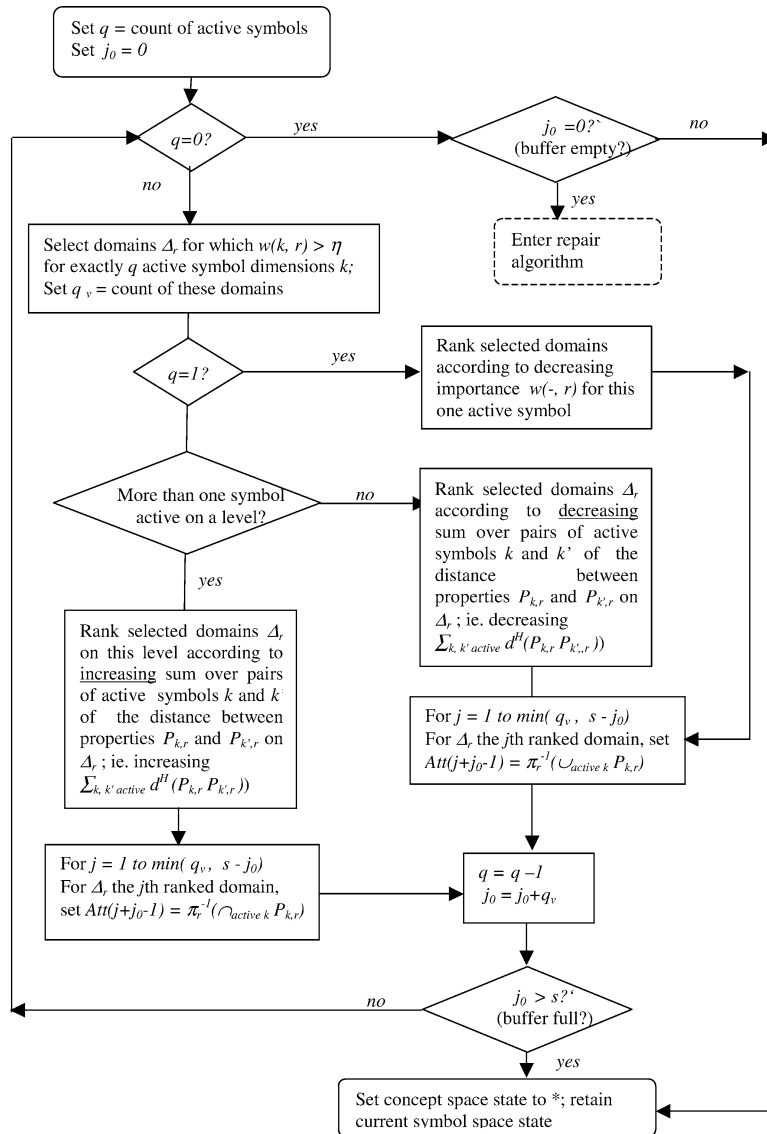 Set q = count of active symbols
Set j₀ = 0
q=0?
yes
j₀ =0?`
(buffer empty?)
no
no
yes
Select domains Δᵣ for which w(k, r) > η
for exactly q active symbol dimensions k;
Set q ᵥ = count of these domains
Enter repair
algorithm
q=1?
yes
Rank selected domains
according to decreasing
importance w(-, r) for this
one active symbol
More than one symbol
active on a level?
no
Rank selected domains Δᵣ
according to decreasing
sum over pairs of active
symbols k and k’ of the
distance between
properties Pₖ,ᵣ and Pₖ',ᵣ on
Δᵣ ; ie. decreasing
∑ₖ, ₖ' active dᴴ(Pₖ,ᵣ Pₖ',,ᵣ))
yes
Rank selected domains Δᵣ
on this level according to
increasing sum over pairs
of active symbols k and k'
of the distance between
properties Pₖ,ᵣ and Pₖ',ᵣ on
Δᵣ ; ie. increasing
∑ₖ, ₖ' active dᴴ(Pₖ,ᵣ Pₖ',ᵣ))
For j = 1 to min( qᵥ , s - j₀)
For Δᵣ the jth ranked domain, set
Att(j+j₀-1) = πᵣ⁻¹(∪active k Pₖ,ᵣ)
For j = 1 to min( qᵥ , s - j₀)
For Δᵣ the jth ranked domain,
set Att(j+j₀-1) = πᵣ⁻¹(∩active k Pₖ,ᵣ)
q = q –1
j₀ = j₀+qᵥ
no
j₀ > s?‘
(buffer full?)
yes
Set concept space state to *; retain
current symbol space state